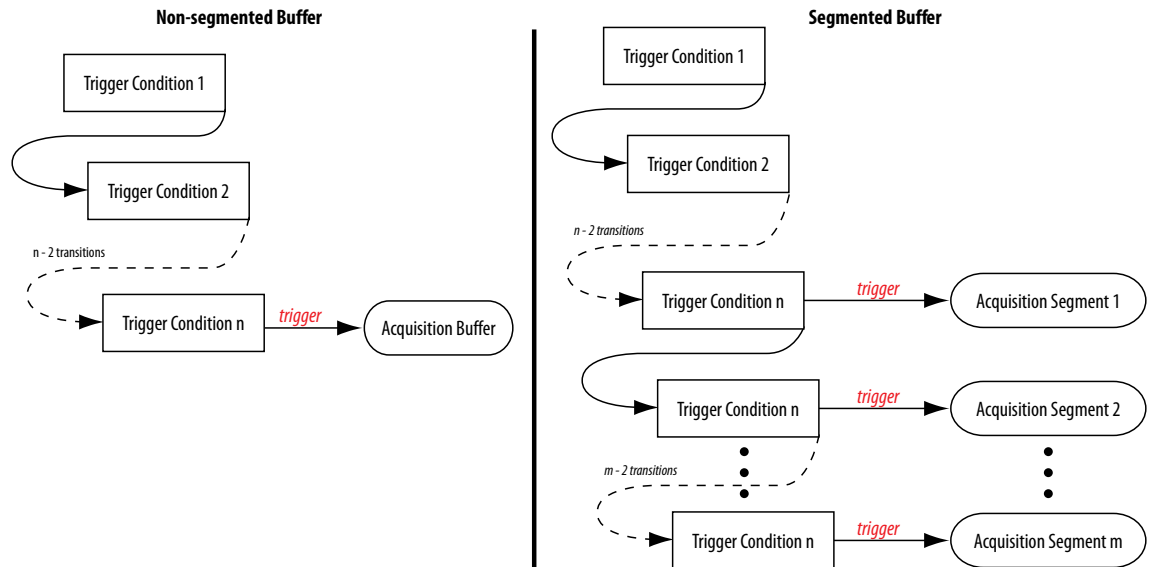 Non-segmented Buffer
Trigger Condition 1
Trigger Condition 2
n - 2 transitions
Trigger Condition n
trigger
Acquisition Buffer
Segmented Buffer
Trigger Condition 1
Trigger Condition 2
n - 2 transitions
Trigger Condition n
trigger
Acquisition Segment 1
Trigger Condition n
trigger
Acquisition Segment 2
m - 2 transitions
Trigger Condition n
trigger
Acquisition Segment m